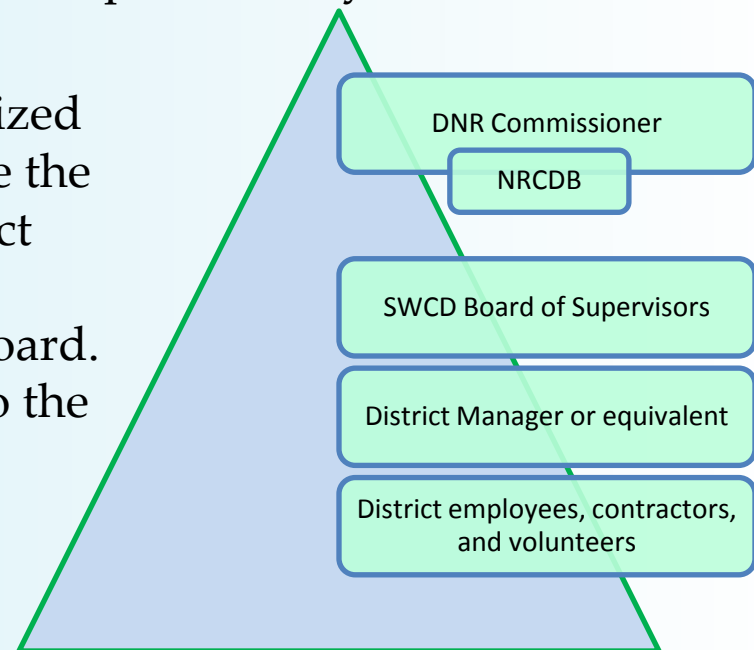 ized
e the
ct
oard.
o the
DNR Commissioner
NRCDB
SWCD Board of Supervisors
District Manager or equivalent
District employees, contractors,
and volunteers